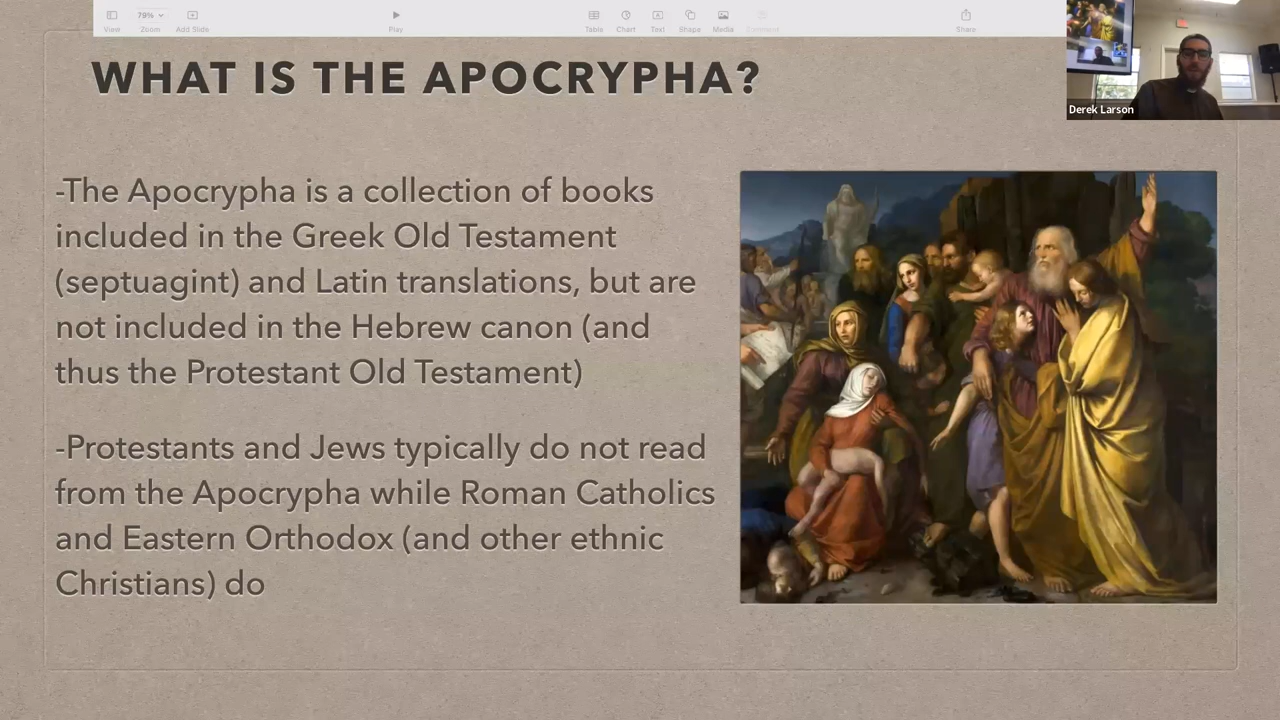 79%
View
Zoom
Add Slide
Play
Table
Chart
Text
Shape
Media
Comment
Share
WHAT IS THE APOCRYPHA?
Derek Larson
-The Apocrypha is a collection of books
included in the Greek Old Testament
(septuagint) and Latin translations, but are
not included in the Hebrew canon (and
thus the Protestant Old Testament)
-Protestants and Jews typically do not read
from the Apocrypha while Roman Catholics
and Eastern Orthodox (and other ethnic
Christians) do